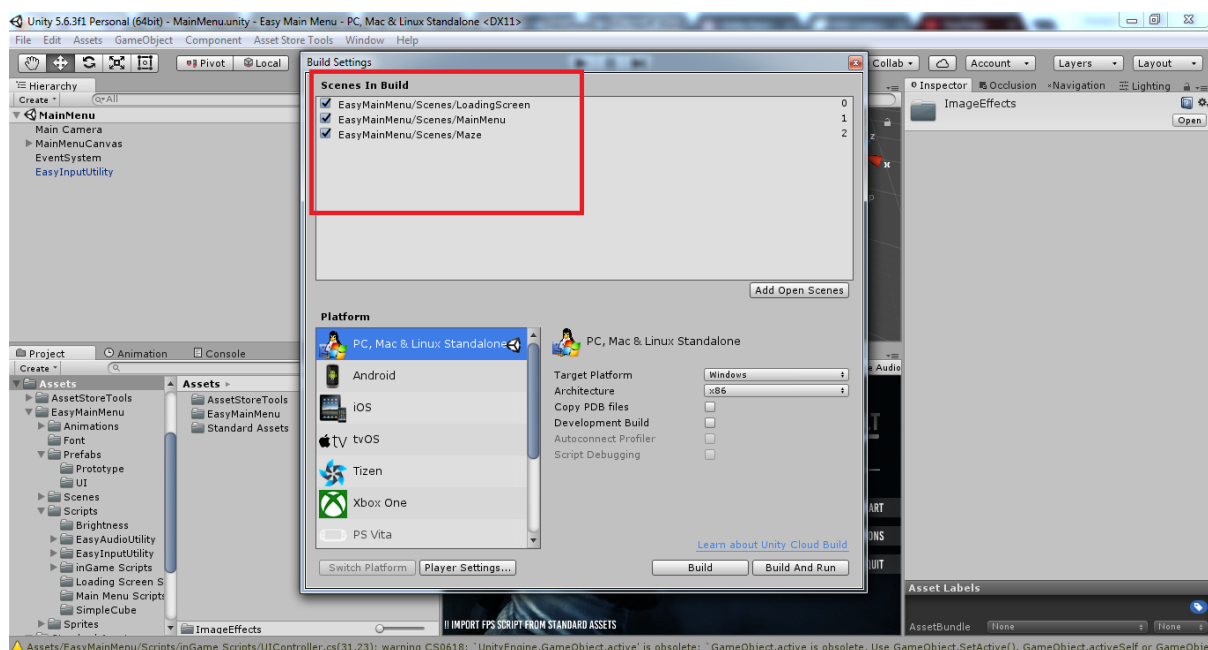 Unity 5.6.3f1 Personal (64bit) - MainMenu.unity - Easy Main Menu - PC, Mac & Linux Standalone <DX11>
File Edit Assets GameObject Component Asset Store Tools Window Help
Pivot Local
Collab Account Layers Layout
Hierarchy
Create All
MainMenu
Main Camera
MainMenuCanvas
EventSystem
EasyInputUtility
Build Settings
Scenes In Build
EasyMainMenu/Scenes/LoadingScreen 0
EasyMainMenu/Scenes/MainMenu 1
EasyMainMenu/Scenes/Maze 2
Add Open Scenes
Platform
PC, Mac & Linux Standalone
Android
iOS
tv tvOS
Tizen
Xbox One
PS Vita
PC, Mac & Linux Standalone
Target Platform Windows
Architecture x86
Copy PDB files
Development Build
Autoconnect Profiler
Script Debugging
Learn about Unity Cloud Build
Switch Platform Player Settings... Build Build And Run
z
x
p
e Audio
LT
ART
ONS
UIT
!! IMPORT FPS SCRIPT FROM STANDARD ASSETS
Inspector Occlusion Navigation Lighting
ImageEffects
Open
Asset Labels
AssetBundle None None
Project Animation Console
Create
Assets
AssetStoreTools
EasyMainMenu
Animations
Font
Prefabs
Prototype
UI
Scenes
Scripts
Brightness
EasyAudioUtility
EasyInputUtility
inGame Scripts
Loading Screen S
Main Menu Scripts
SimpleCube
Sprites
Assets
AssetStoreTools
EasyMainMenu
Standard Assets
ImageEffects
Assets/EasyMainMenu/Scripts/inGame Scripts/UIController.cs(31,23): warning CS0618: `UnityEngine.GameObject.active' is obsolete: `GameObject.active is obsolete. Use GameObject.SetActive(), GameObject.activeSelf or GameObje